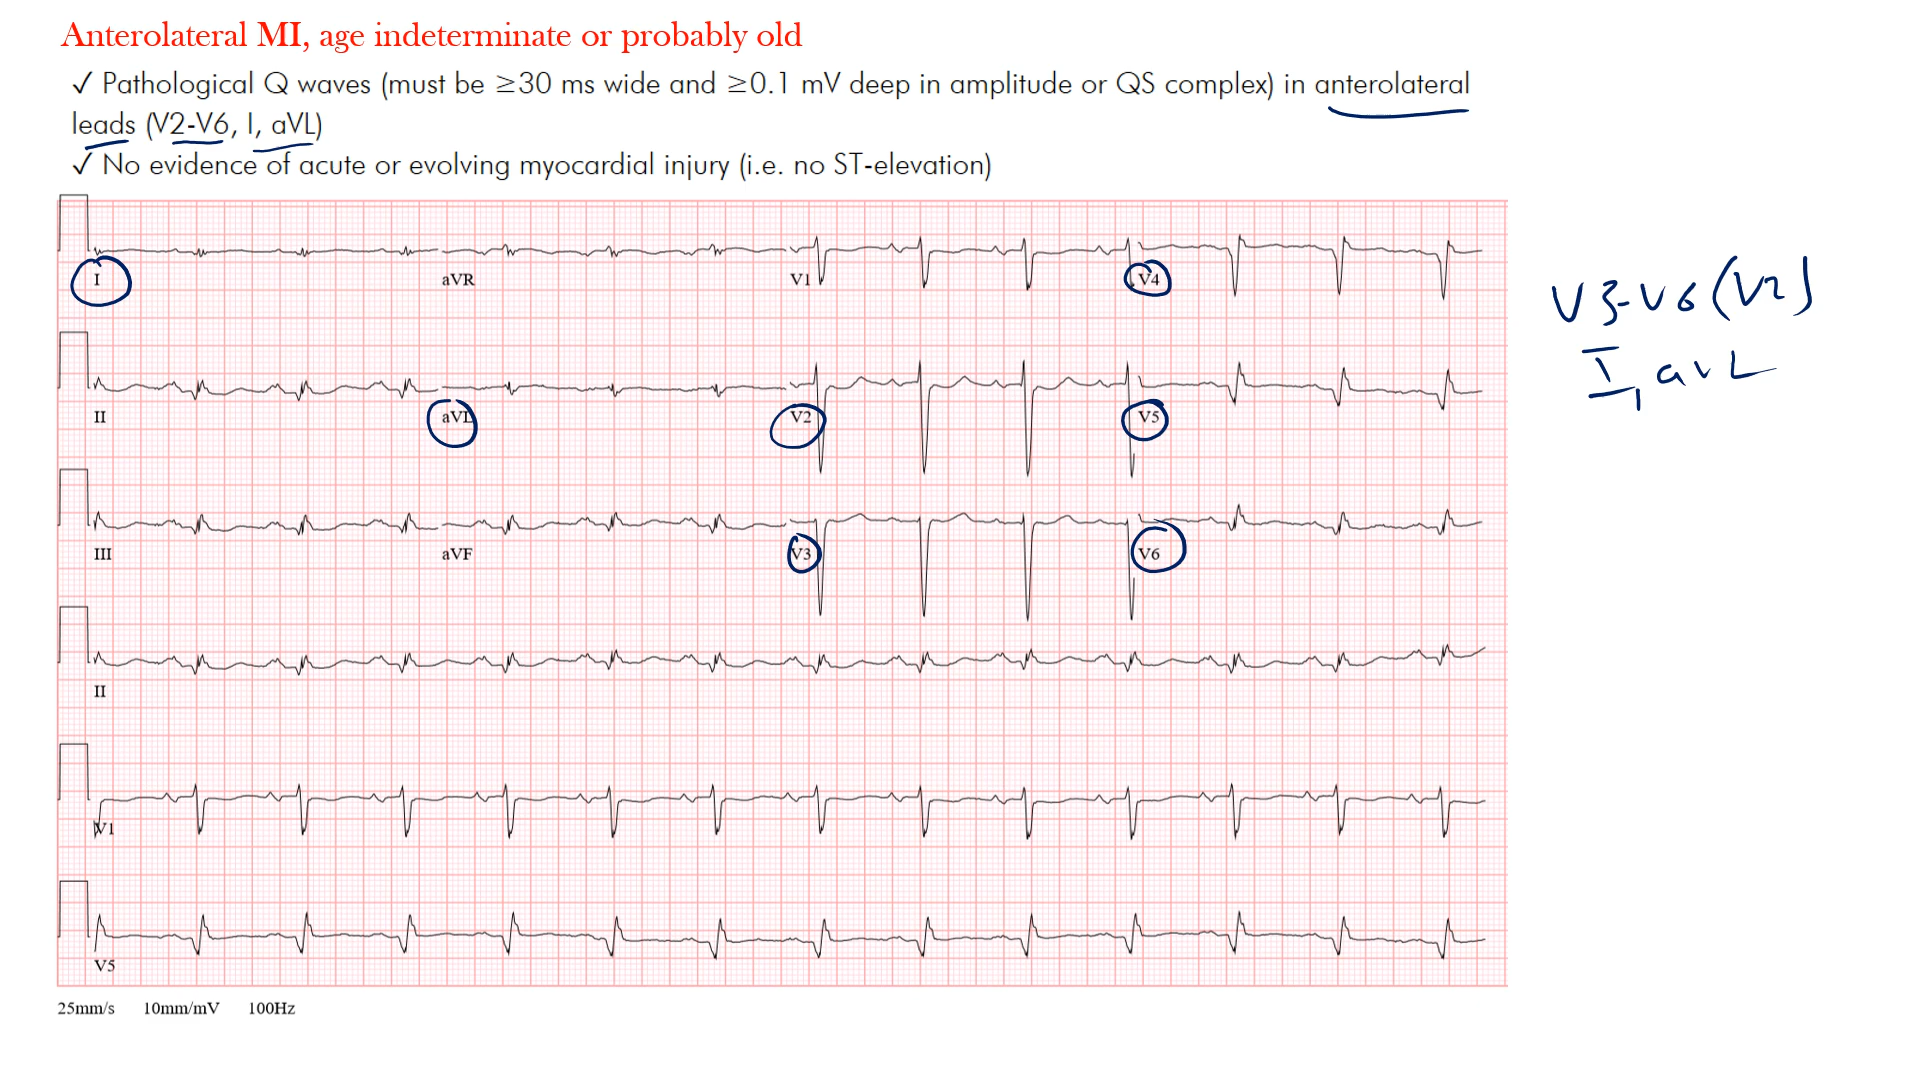 Anterolateral MI, age indeterminate or probably old
✓ Pathological Q waves (must be ≥30 ms wide and ≥0.1 mV deep in amplitude or QS complex) in anterolateral
leads (V2-V6, I, aVL)
✓ No evidence of acute or evolving myocardial injury (i.e. no ST-elevation)
I aVR V1 V4
V3-V6 (V2)
I, aVL
II aVL V2 V5
III aVF V3 V6
II
V1
V5
25mm/s 10mm/mV 100Hz